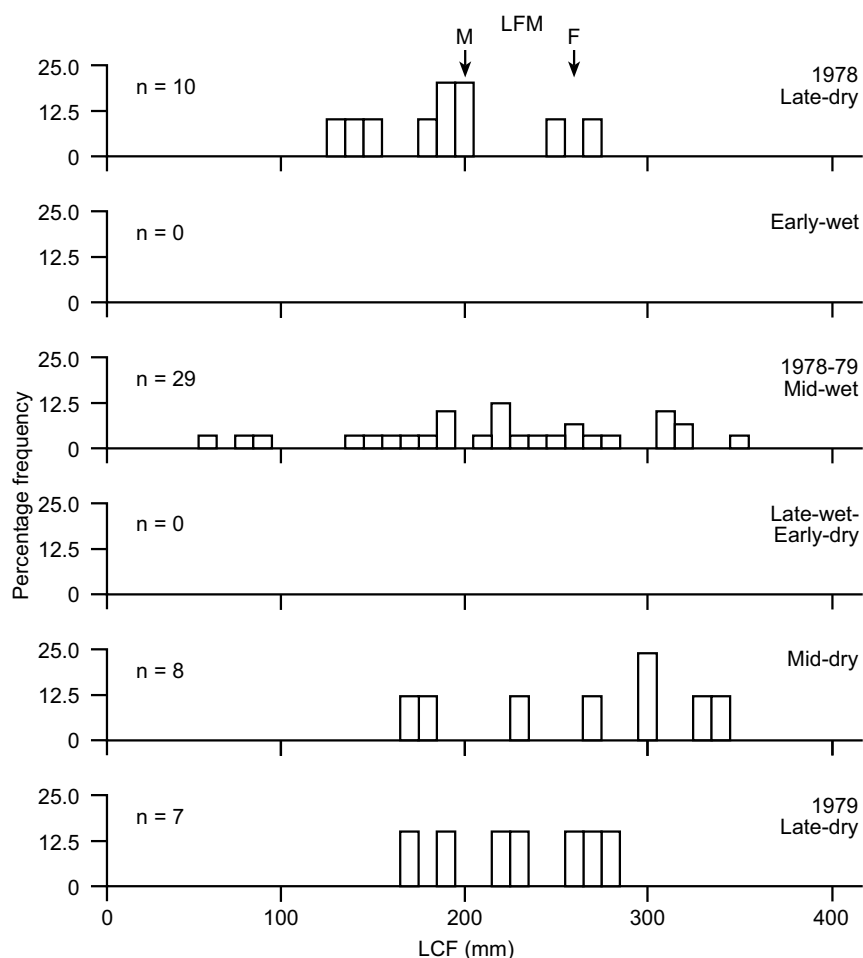 LFM
M F
25.0
12.5
0
n = 10
1978
Late-dry
25.0
12.5
0
n = 0
Early-wet
25.0
12.5
0
n = 29
1978-79
Mid-wet
25.0
12.5
0
n = 0
Late-wet-
Early-dry
25.0
12.5
0
n = 8
Mid-dry
25.0
12.5
0
n = 7
1979
Late-dry
Percentage frequency
0 100 200 300 400
LCF (mm)